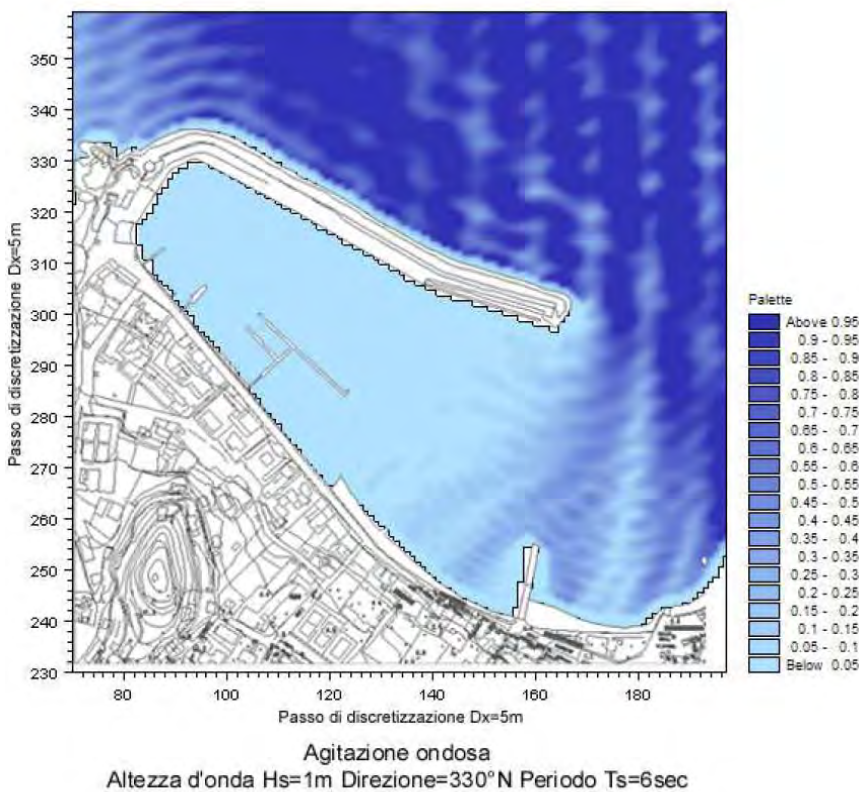 350
340
330
320
310
300
290
280
270
260
250
240
230
Passo di discretizzazione Dx=5m
80
100
120
140
160
180
Passo di discretizzazione Dx=5m
Palette
Above 0.95
0.9 - 0.95
0.85 - 0.9
0.8 - 0.85
0.75 - 0.8
0.7 - 0.75
0.65 - 0.7
0.6 - 0.65
0.55 - 0.6
0.5 - 0.55
0.45 - 0.5
0.4 - 0.45
0.35 - 0.4
0.3 - 0.35
0.25 - 0.3
0.2 - 0.25
0.15 - 0.2
0.1 - 0.15
0.05 - 0.1
Below 0.05
Agitazione ondosa
Altezza d'onda Hs=1m Direzione=330°N Periodo Ts=6sec